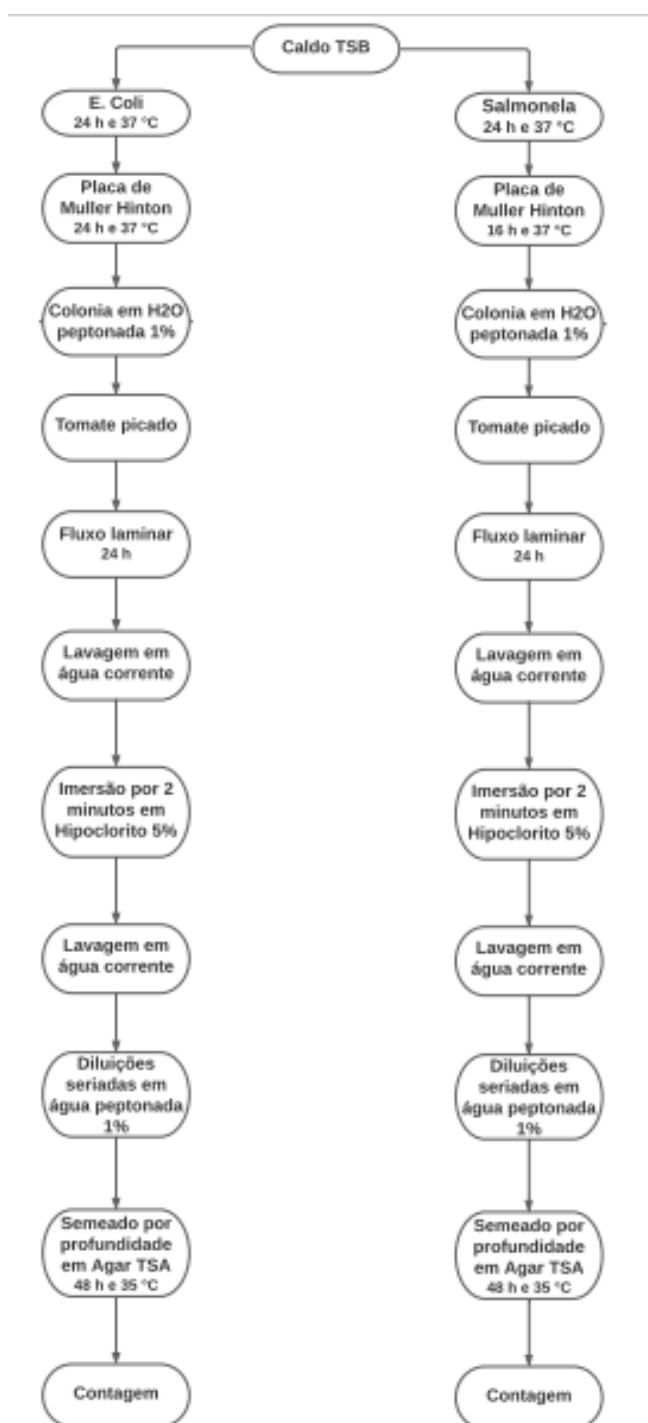 Caldo TSB
E. Coli
24 h e 37 °C
Placa de
Muller Hinton
24 h e 37 °C
Colonia em H2O
peptonada 1%
Tomate picado
Fluxo laminar
24 h
Lavagem em
água corrente
Imersão por 2
minutos em
Hipoclorito 5%
Lavagem em
água corrente
Diluições
seriadas em
água peptonada
1%
Semeado por
profundidade
em Agar TSA
48 h e 35 °C
Contagem
Salmonela
24 h e 37 °C
Placa de
Muller Hinton
16 h e 37 °C
Colonia em H2O
peptonada 1%
Tomate picado
Fluxo laminar
24 h
Lavagem em
água corrente
Imersão por 2
minutos em
Hipoclorito 5%
Lavagem em
água corrente
Diluições
seriadas em
água peptonada
1%
Semeado por
profundidade
em Agar TSA
48 h e 35 °C
Contagem